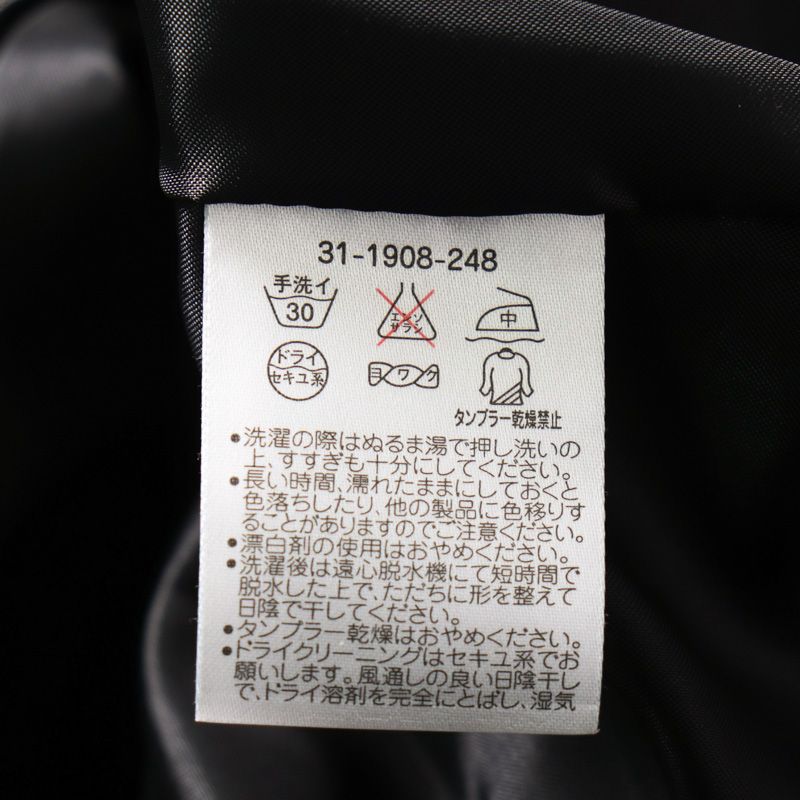 31-1908-248
手洗イ
30
エンソ
サラシ
中
ドライ
セキユ系
ヨワク
タンブラー乾燥禁止
•洗濯の際はぬるま湯で押し洗いの
上、すすぎも十分にしてください。
•長い時間、濡れたままにしておくと
色落ちしたり、他の製品に色移りす
ることがありますのでご注意ください。
•漂白剤の使用はおやめください。
•洗濯後は遠心脱水機にて短時間で
脱水した上で、ただちに形を整えて
日陰で干してください。
•タンブラー乾燥はおやめください。
•ドライクリーニングはセキユ系でお
願いします。風通しの良い日陰干し
で、ドライ溶剤を完全にとばし、湿気